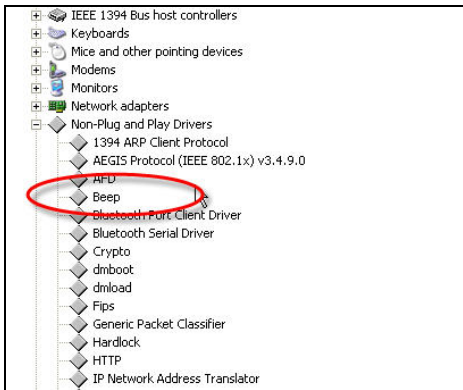 IEEE 1394 Bus host controllers
Keyboards
Mice and other pointing devices
Modems
Monitors
Network adapters
Non-Plug and Play Drivers
1394 ARP Client Protocol
AEGIS Protocol (IEEE 802.1x) v3.4.9.0
AFD
Beep
Bluetooth Port Client Driver
Bluetooth Serial Driver
Crypto
dmboot
dmload
Fips
Generic Packet Classifier
Hardlock
HTTP
IP Network Address Translator